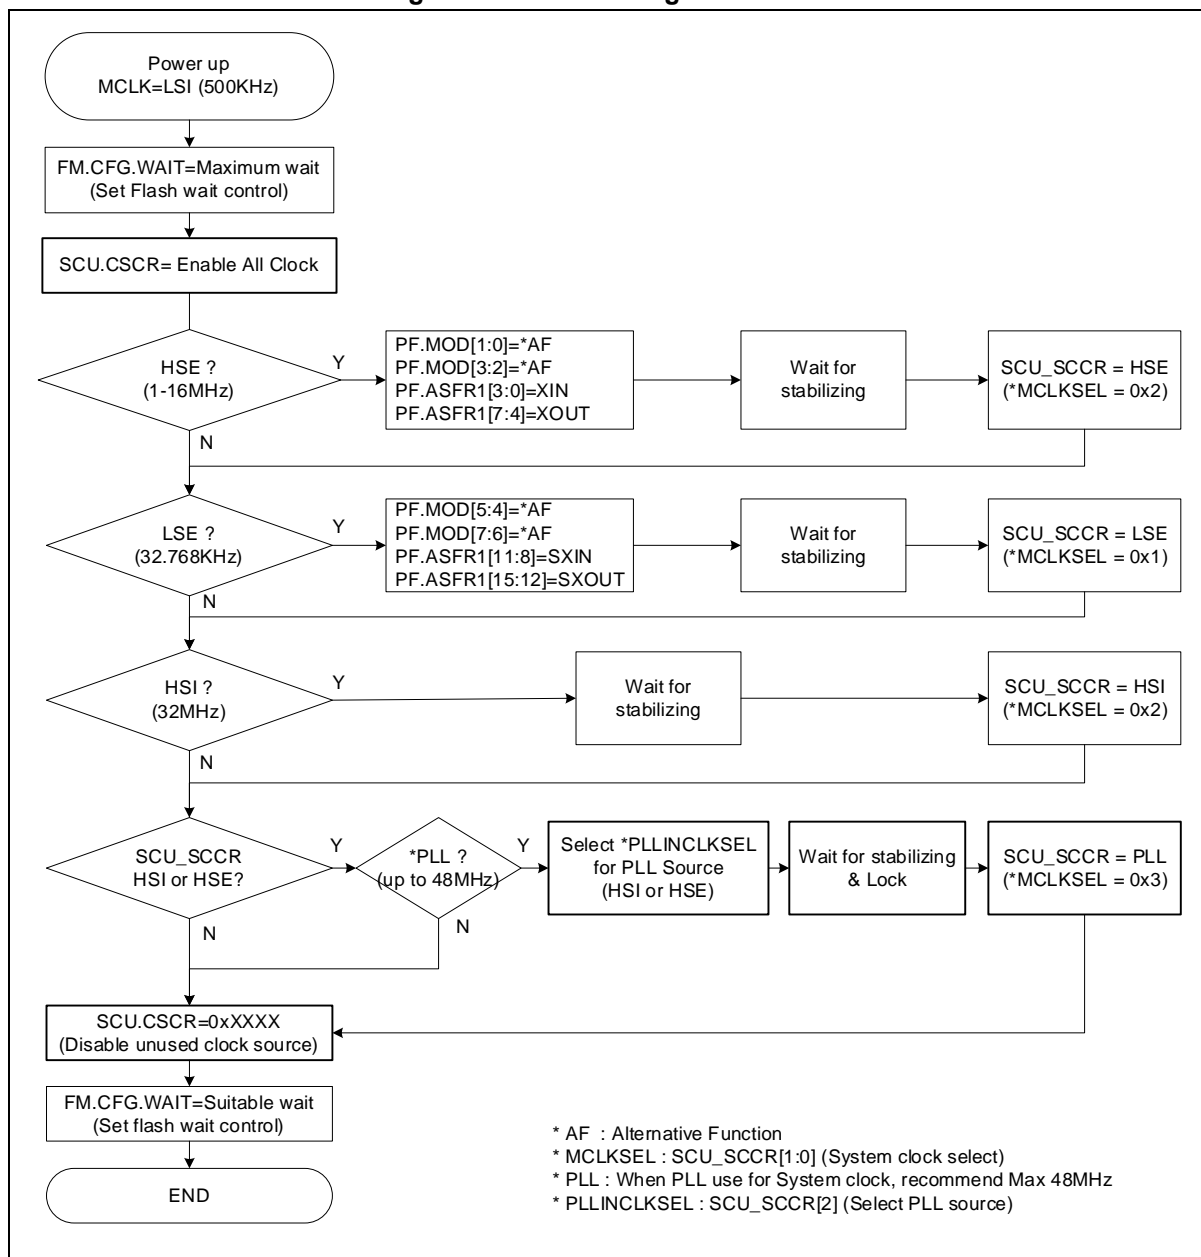 Power up
MCLK=LSI (500KHz)
FM.CFG.WAIT=Maximum wait
(Set Flash wait control)
SCU.CSCR= Enable All Clock
HSE ?
(1-16MHz)
Y
N
PF.MOD[1:0]=*AF
PF.MOD[3:2]=*AF
PF.ASFR1[3:0]=XIN
PF.ASFR1[7:4]=XOUT
Wait for
stabilizing
SCU_SCCR = HSE
(*MCLKSEL = 0x2)
LSE ?
(32.768KHz)
Y
N
PF.MOD[5:4]=*AF
PF.MOD[7:6]=*AF
PF.ASFR1[11:8]=SXIN
PF.ASFR1[15:12]=SXOUT
Wait for
stabilizing
SCU_SCCR = LSE
(*MCLKSEL = 0x1)
HSI ?
(32MHz)
Y
N
Wait for
stabilizing
SCU_SCCR = HSI
(*MCLKSEL = 0x2)
SCU_SCCR
HSI or HSE?
Y
N
*PLL ?
(up to 48MHz)
Y
N
Select *PLLINCLKSEL
for PLL Source
(HSI or HSE)
Wait for stabilizing
& Lock
SCU_SCCR = PLL
(*MCLKSEL = 0x3)
SCU.CSCR=0xXXXX
(Disable unused clock source)
FM.CFG.WAIT=Suitable wait
(Set flash wait control)
END
* AF : Alternative Function
* MCLKSEL : SCU_SCCR[1:0] (System clock select)
* PLL : When PLL use for System clock, recommend Max 48MHz
* PLLINCLKSEL : SCU_SCCR[2] (Select PLL source)